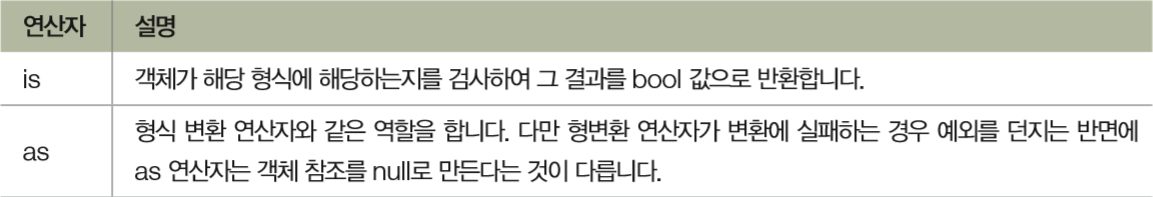 연산자 설명
is 객체가 해당 형식에 해당하는지를 검사하여 그 결과를 bool 값으로 반환합니다.
as 형식 변환 연산자와 같은 역할을 합니다. 다만 형변환 연산자가 변환에 실패하는 경우 예외를 던지는 반면에
as 연산자는 객체 참조를 null로 만든다는 것이 다릅니다.